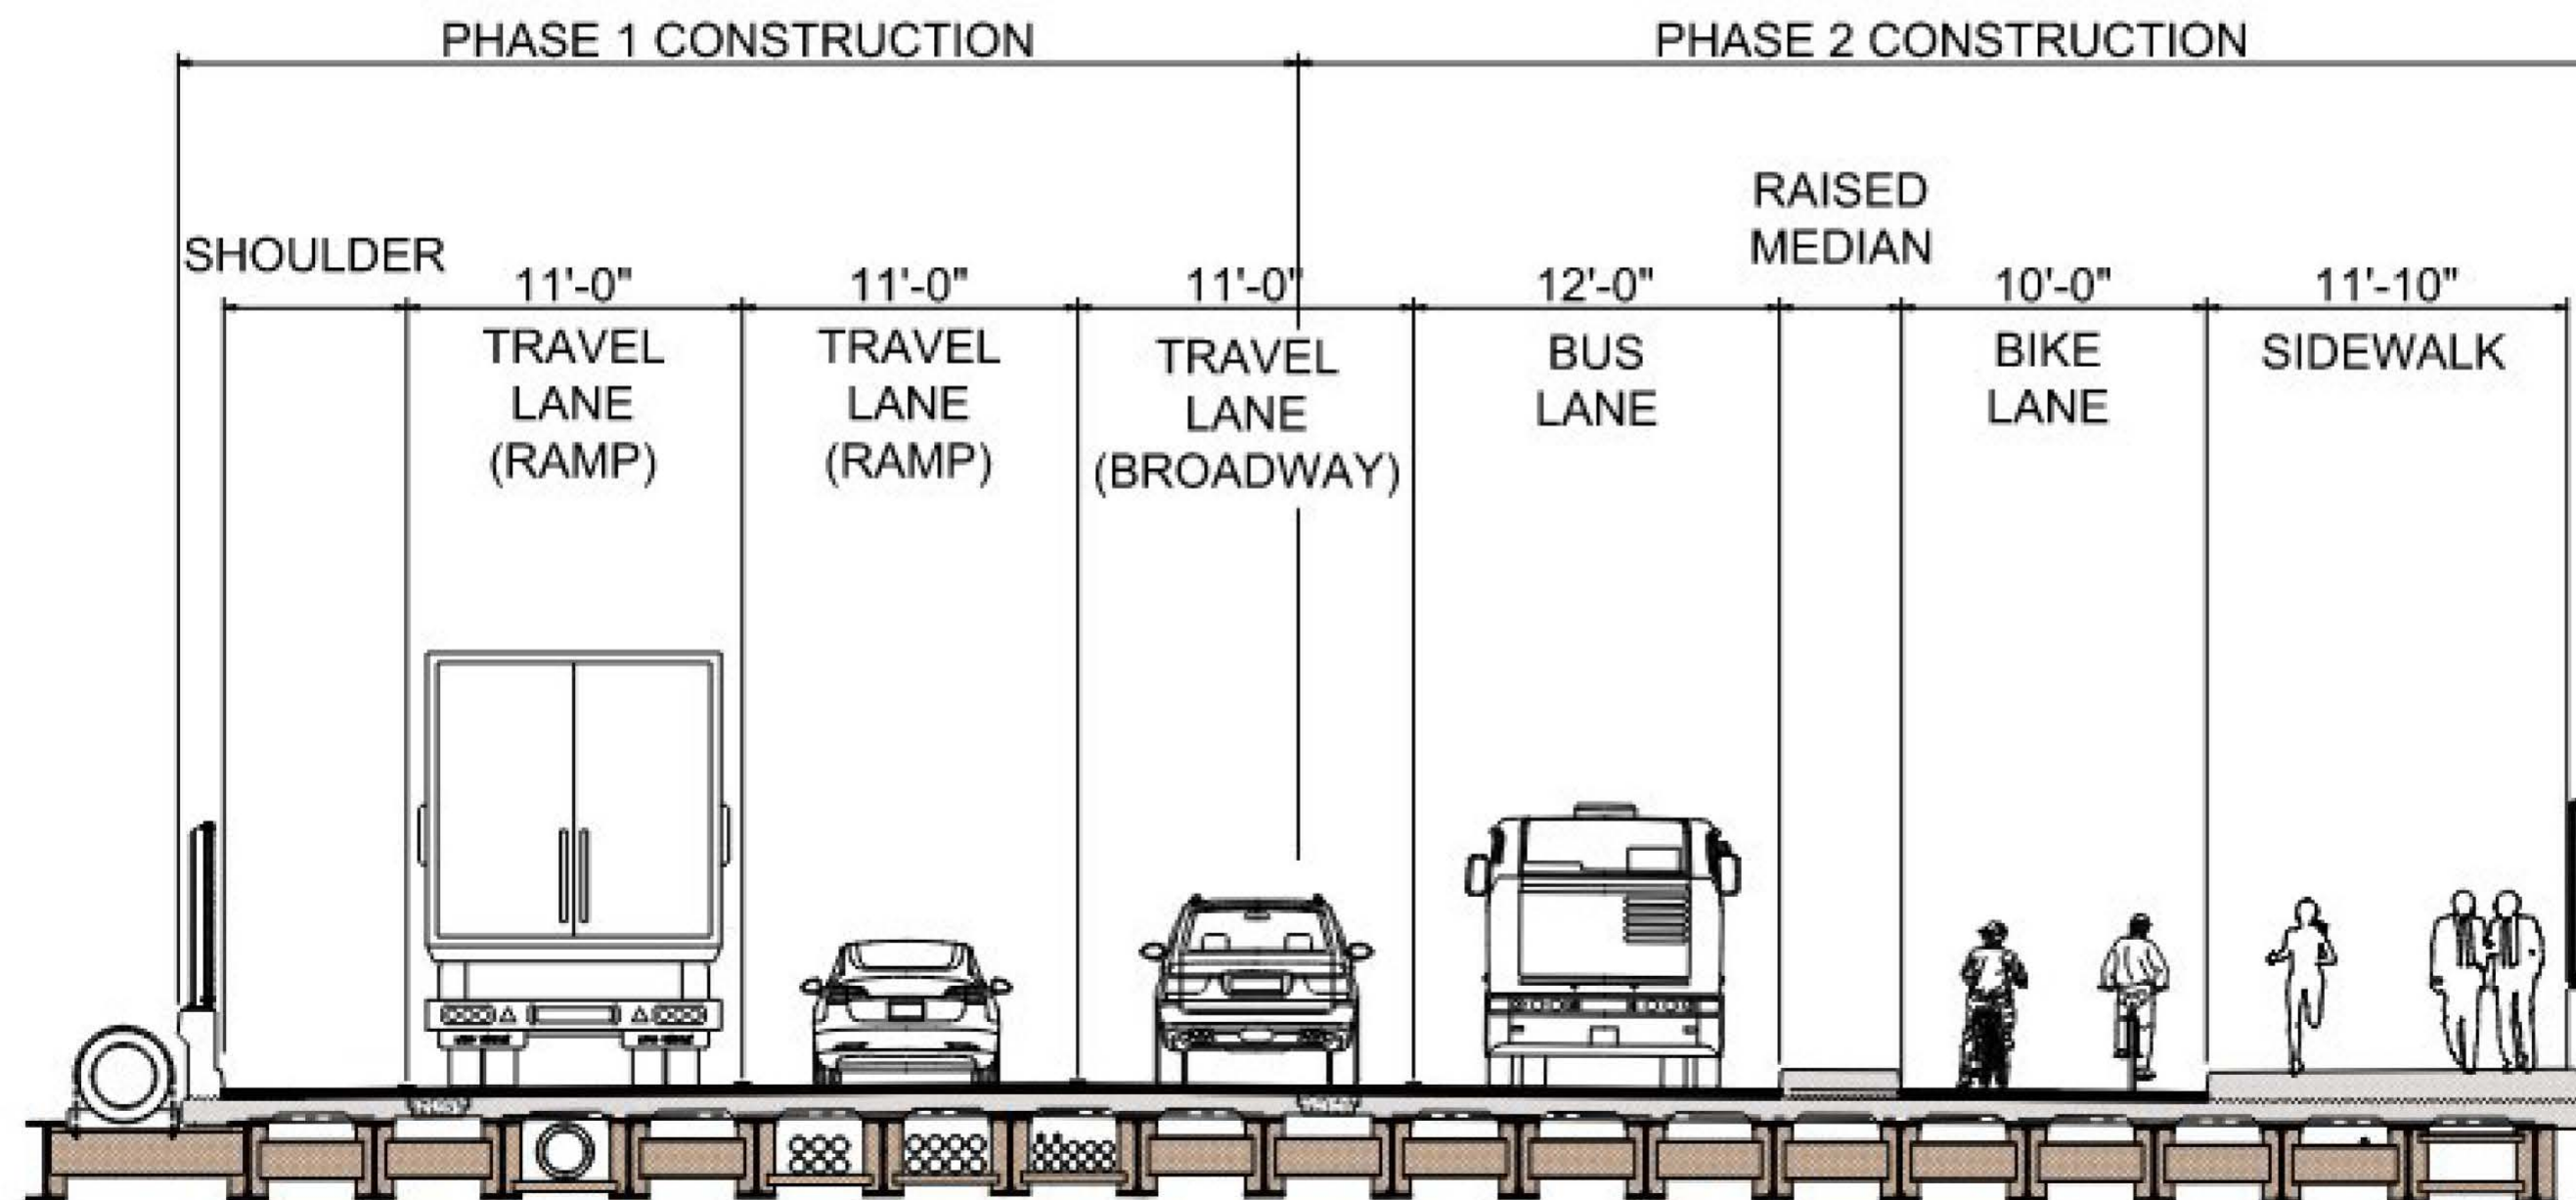 PHASE 1 CONSTRUCTION
PHASE 2 CONSTRUCTION
RAISED
MEDIAN
SHOULDER
11'-0"
11'-0"
11'-0"
12'-0"
10'-0"
11'-10"
TRAVEL
LANE
(RAMP)
TRAVEL
LANE
(RAMP)
TRAVEL
LANE
(BROADWAY)
BUS
LANE
BIKE
LANE
SIDEWALK